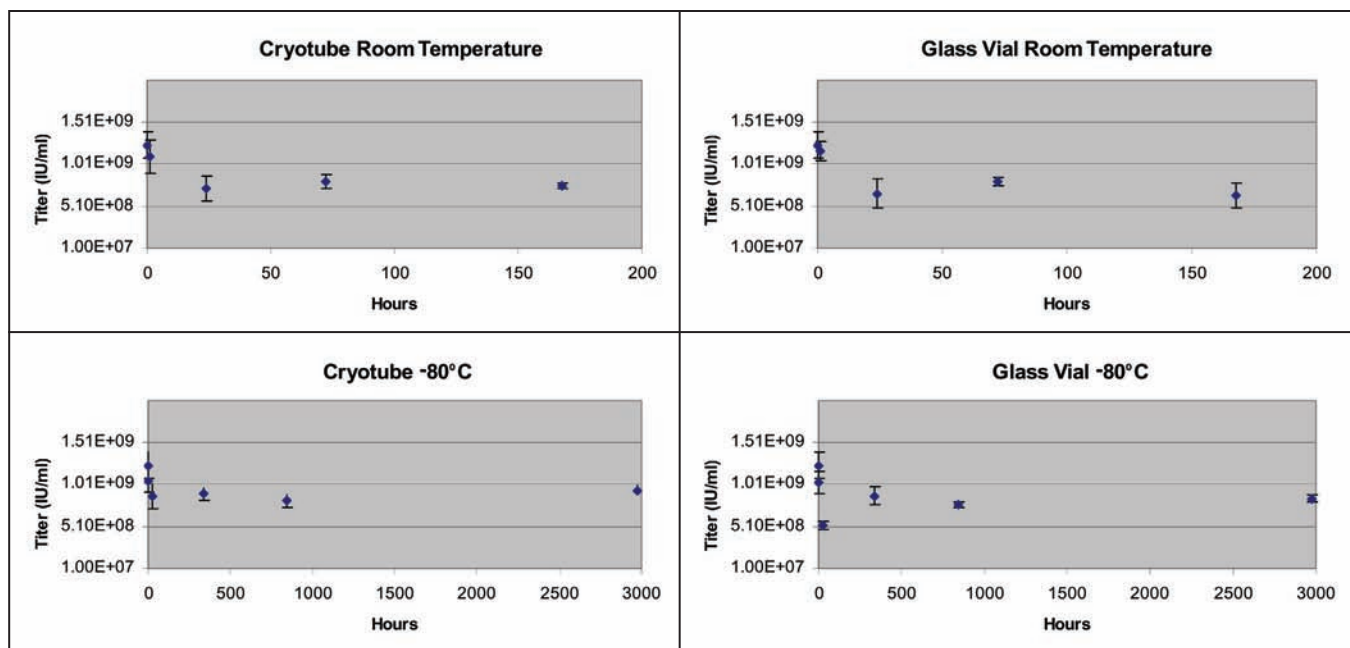 Cryotube Room Temperature
Titer (IU/ml)
1.51E+09
1.01E+09
5.10E+08
1.00E+07
0 50 100 150 200
Hours
Glass Vial Room Temperature
Titer (IU/ml)
1.51E+09
1.01E+09
5.10E+08
1.00E+07
0 50 100 150 200
Hours
Cryotube -80°C
Titer (IU/ml)
1.51E+09
1.01E+09
5.10E+08
1.00E+07
0 500 1000 1500 2000 2500 3000
Hours
Glass Vial -80°C
Titer (IU/ml)
1.51E+09
1.01E+09
5.10E+08
1.00E+07
0 500 1000 1500 2000 2500 3000
Hours